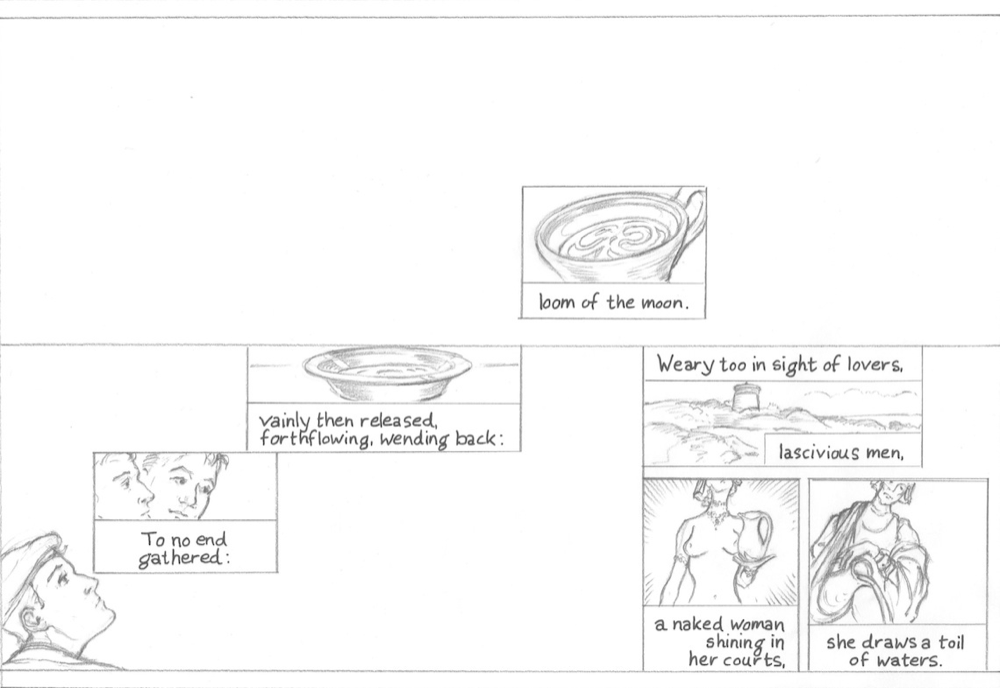 To no end
gathered:
vainly then released,
forthflowing, wending back:
loom of the moon.
Weary too in sight of lovers,
lascivious men,
a naked woman
shining in
her courts,
she draws a toil
of waters.